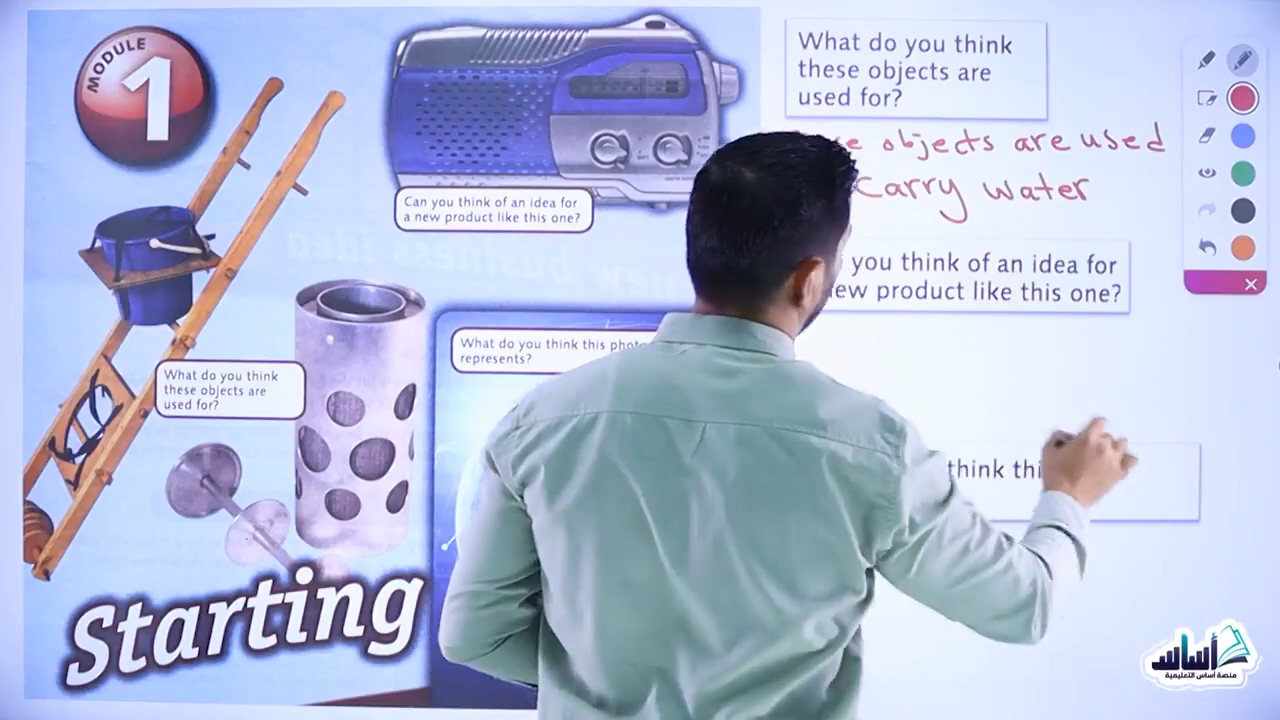 MODULE
1
Can you think of an idea for
a new product like this one?
What do you think
these objects are
used for?
What do you think this
represents?
Starting
What do you think
these objects are
used for?
objects are used
carry water
you think of an idea for
new product like this one?
think
أساس
منصة أساس التعليمية